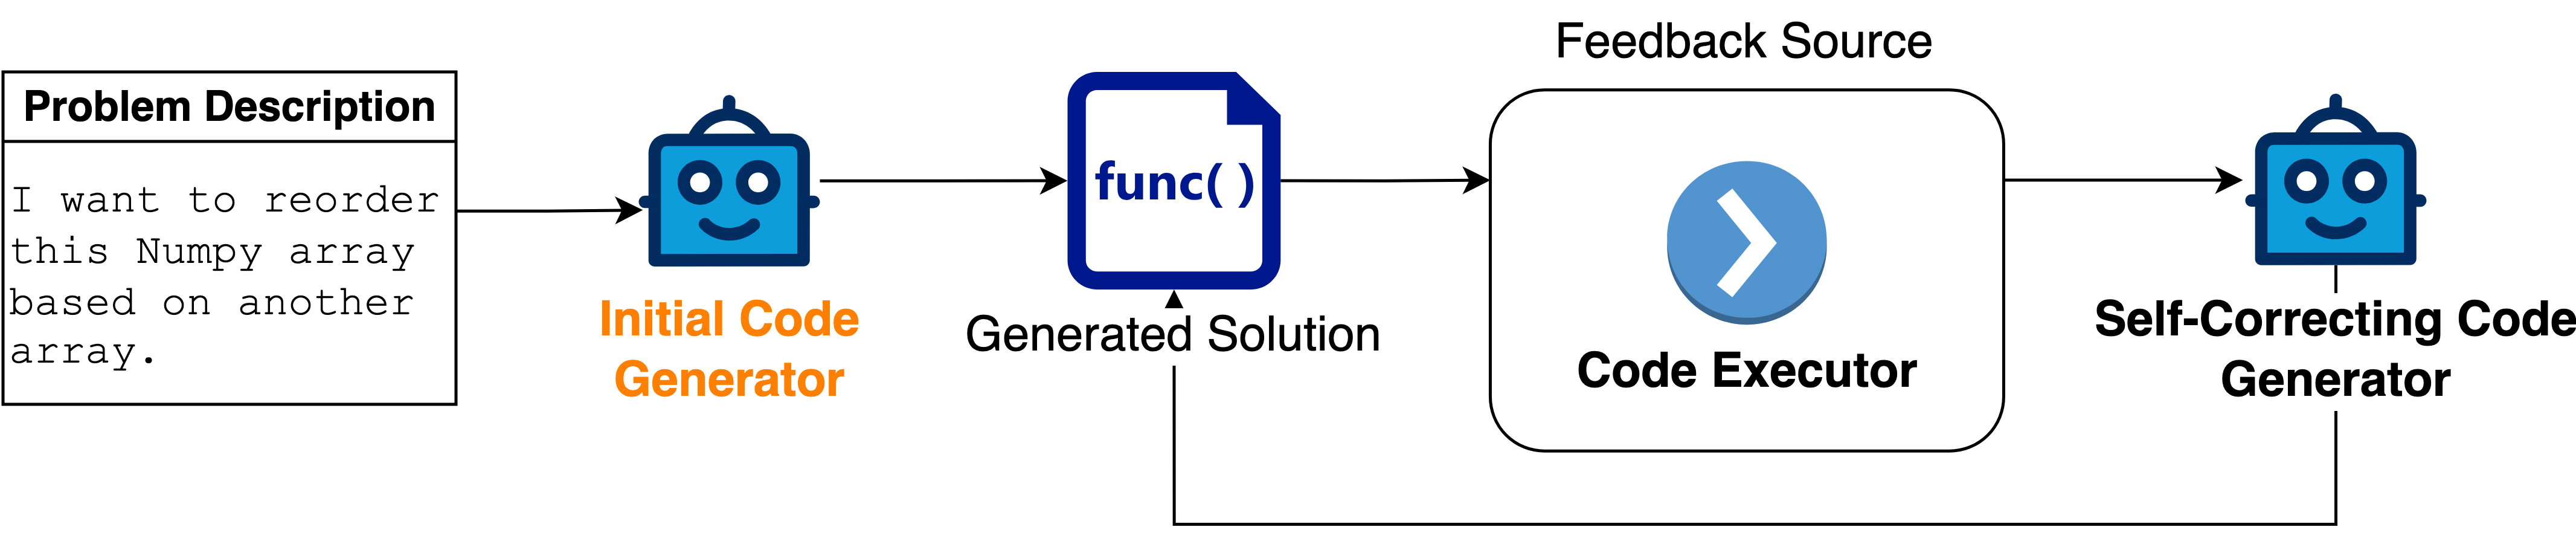 Problem Description
I want to reorder
this Numpy array
based on another
array.
Initial Code
Generator
func( )
Generated Solution
Feedback Source
Code Executor
Self-Correcting Code
Generator